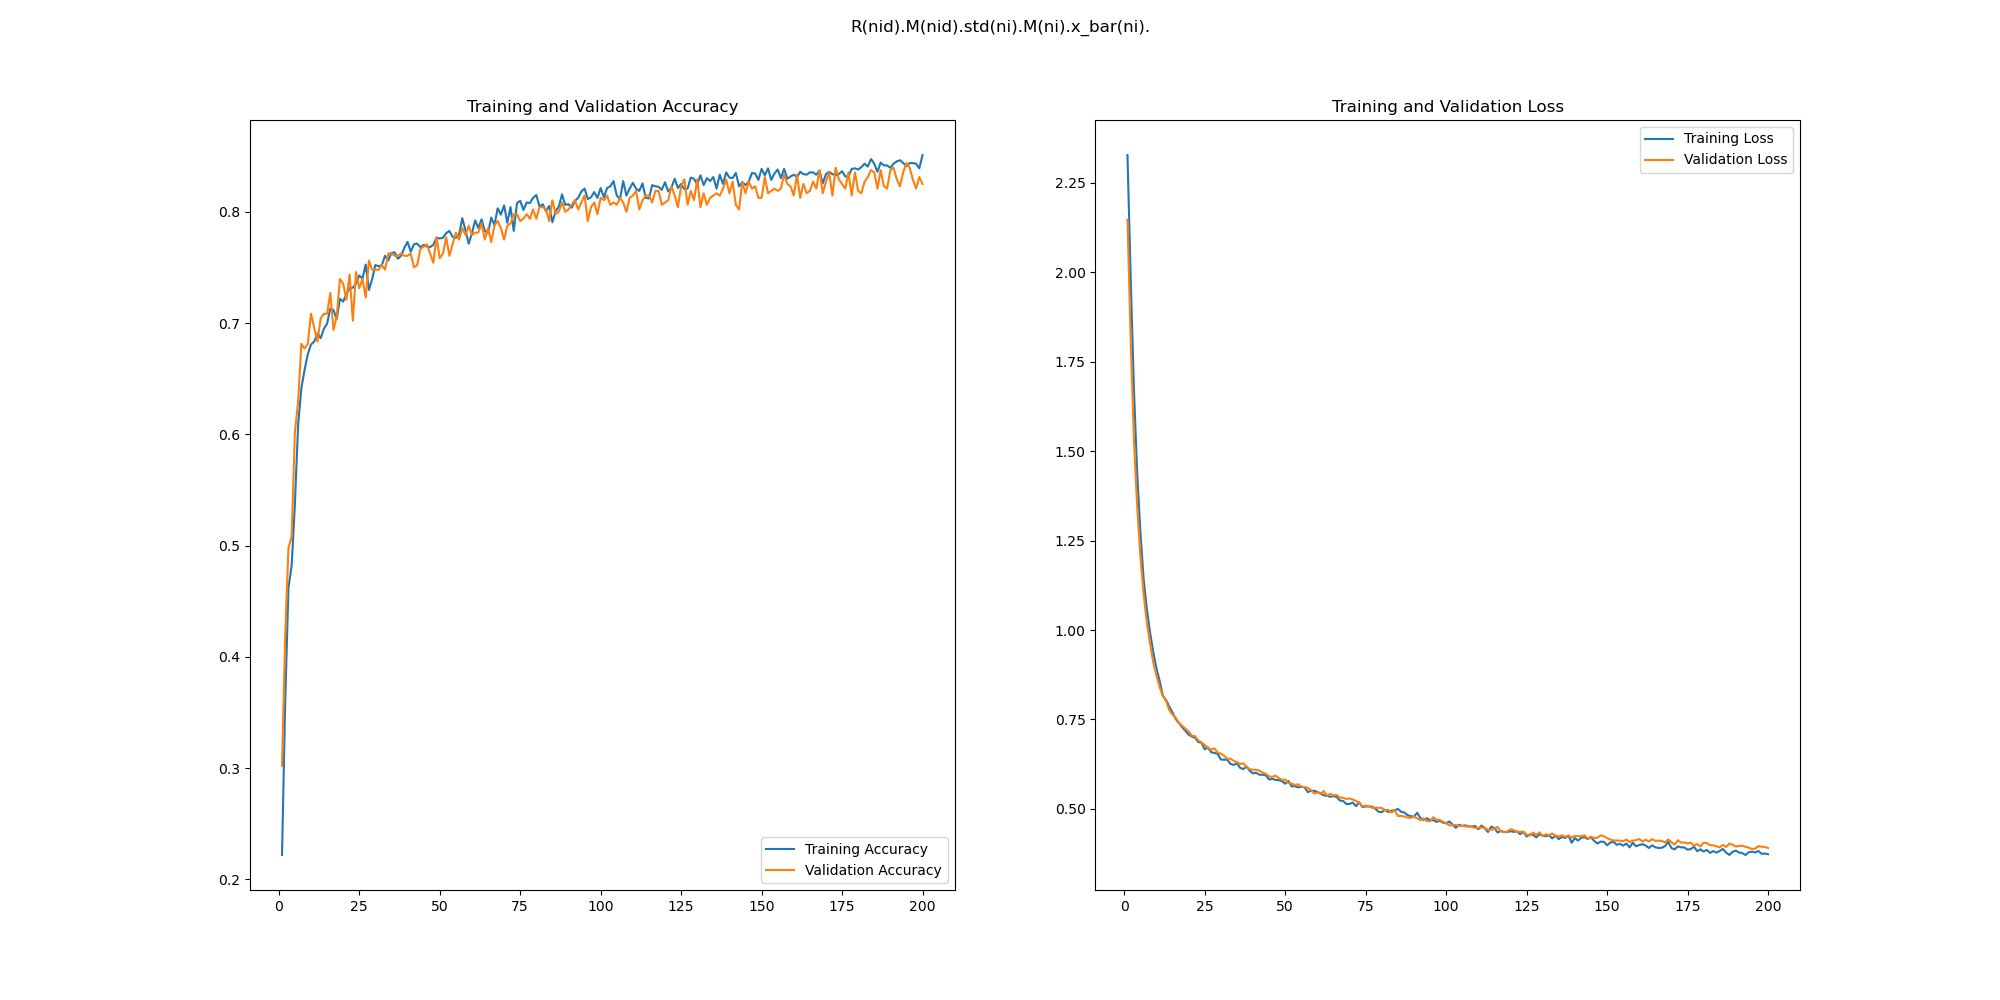 R(nid).M(nid).std(ni).M(ni).x_bar(ni).
Training and Validation Accuracy
0.8
0.7
0.6
0.5
0.4
0.3
0.2
0 25 50 75 100 125 150 175 200
Training Accuracy
Validation Accuracy
Training and Validation Loss
2.25
2.00
1.75
1.50
1.25
1.00
0.75
0.50
0 25 50 75 100 125 150 175 200
Training Loss
Validation Loss